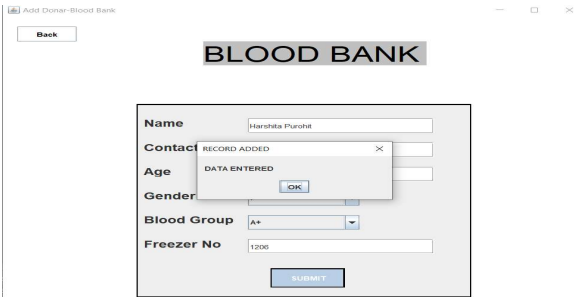 Add Donar-Blood Bank
Back
BLOOD BANK
Name
Harshita Purohit
Contact
RECORD ADDED
Age
DATA ENTERED
OK
Gender
Blood Group
A+
Freezer No
1206
SUBMIT